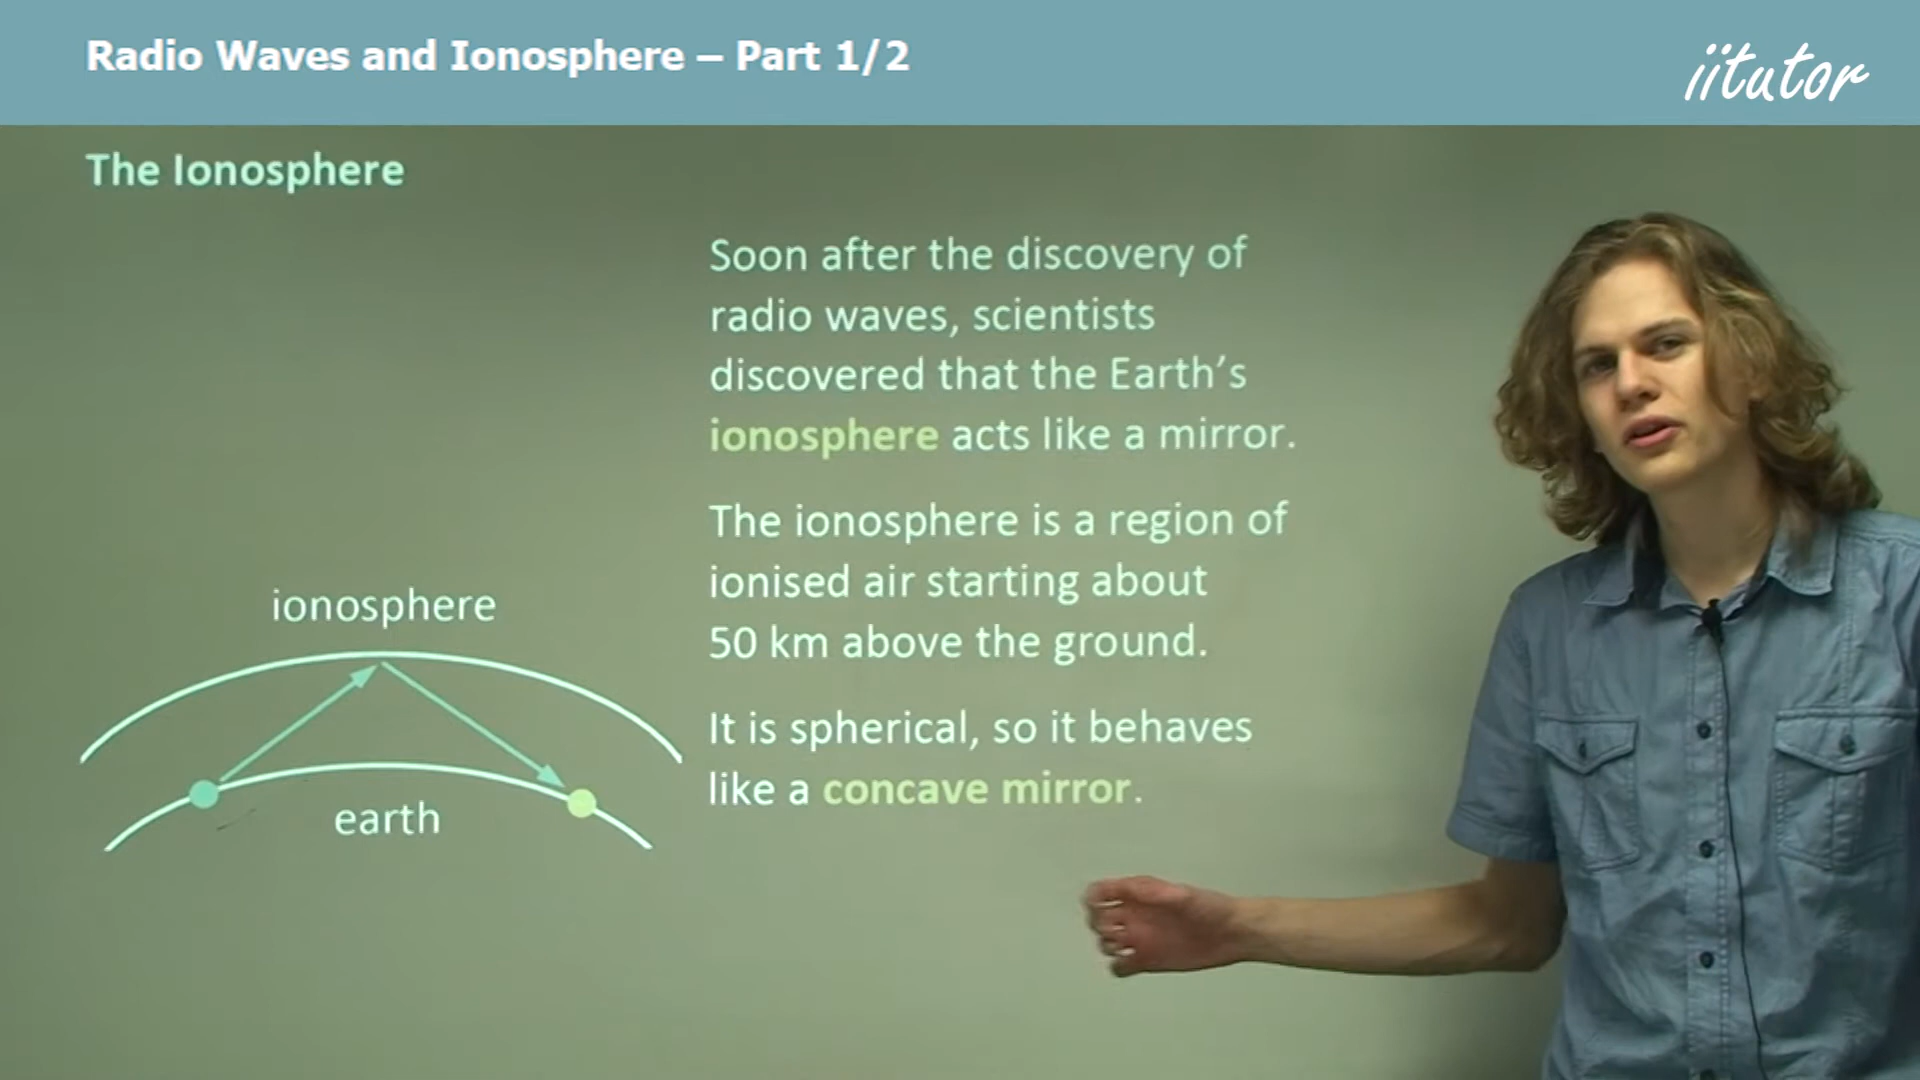 Radio Waves and Ionosphere – Part 1/2
iitutor
The Ionosphere
Soon after the discovery of
radio waves, scientists
discovered that the Earth’s
ionosphere acts like a mirror.
The ionosphere is a region of
ionised air starting about
50 km above the ground.
It is spherical, so it behaves
like a concave mirror.
ionosphere
earth